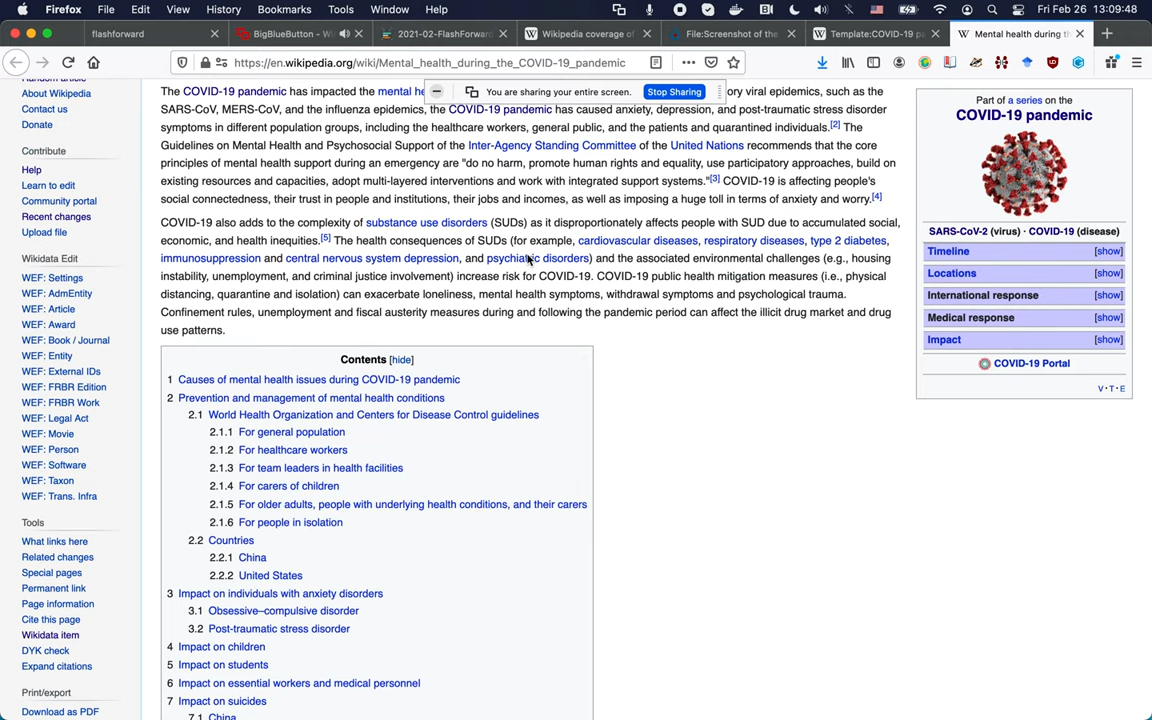 Firefox File Edit View History Bookmarks Tools Window Help Fri Feb 26 13:09:48
flashforward BigBlueButton - Wi 2021-02-FlashForward Wikipedia coverage of File:Screenshot of the Template:COVID-19 pa Mental health during th
https://en.wikipedia.org/wiki/Mental_health_during_the_COVID-19_pandemic
You are sharing your entire screen. Stop Sharing
Random article
About Wikipedia
Contact us
Donate
Contribute
Help
Learn to edit
Community portal
Recent changes
Upload file
Wikidata Edit
WEF: Settings
WEF: AdmEntity
WEF: Article
WEF: Award
WEF: Book / Journal
WEF: Entity
WEF: External IDs
WEF: FRBR Edition
WEF: FRBR Work
WEF: Legal Act
WEF: Movie
WEF: Person
WEF: Software
WEF: Taxon
WEF: Trans. Infra
Tools
What links here
Related changes
Special pages
Permanent link
Page information
Cite this page
Wikidata item
DYK check
Expand citations
Print/export
Download as PDF
The COVID-19 pandemic has impacted the mental he ory viral epidemics, such as the
SARS-CoV, MERS-CoV, and the influenza epidemics, the COVID-19 pandemic has caused anxiety, depression, and post-traumatic stress disorder
symptoms in different population groups, including the healthcare workers, general public, and the patients and quarantined individuals.[2] The
Guidelines on Mental Health and Psychosocial Support of the Inter-Agency Standing Committee of the United Nations recommends that the core
principles of mental health support during an emergency are "do no harm, promote human rights and equality, use participatory approaches, build on
existing resources and capacities, adopt multi-layered interventions and work with integrated support systems."[3] COVID-19 is affecting people's
social connectedness, their trust in people and institutions, their jobs and incomes, as well as imposing a huge toll in terms of anxiety and worry.[4]
COVID-19 also adds to the complexity of substance use disorders (SUDs) as it disproportionately affects people with SUD due to accumulated social,
economic, and health inequities.[5] The health consequences of SUDs (for example, cardiovascular diseases, respiratory diseases, type 2 diabetes,
immunosuppression and central nervous system depression, and psychiatric disorders) and the associated environmental challenges (e.g., housing
instability, unemployment, and criminal justice involvement) increase risk for COVID-19. COVID-19 public health mitigation measures (i.e., physical
distancing, quarantine and isolation) can exacerbate loneliness, mental health symptoms, withdrawal symptoms and psychological trauma.
Confinement rules, unemployment and fiscal austerity measures during and following the pandemic period can affect the illicit drug market and drug
use patterns.
Contents [hide]
1 Causes of mental health issues during COVID-19 pandemic
2 Prevention and management of mental health conditions
2.1 World Health Organization and Centers for Disease Control guidelines
2.1.1 For general population
2.1.2 For healthcare workers
2.1.3 For team leaders in health facilities
2.1.4 For carers of children
2.1.5 For older adults, people with underlying health conditions, and their carers
2.1.6 For people in isolation
2.2 Countries
2.2.1 China
2.2.2 United States
3 Impact on individuals with anxiety disorders
3.1 Obsessive–compulsive disorder
3.2 Post-traumatic stress disorder
4 Impact on children
5 Impact on students
6 Impact on essential workers and medical personnel
7 Impact on suicides
7.1 China
Part of a series on the
COVID-19 pandemic
SARS-CoV-2 (virus) · COVID-19 (disease)
Timeline [show]
Locations [show]
International response [show]
Medical response [show]
Impact [show]
COVID-19 Portal
V·T·E